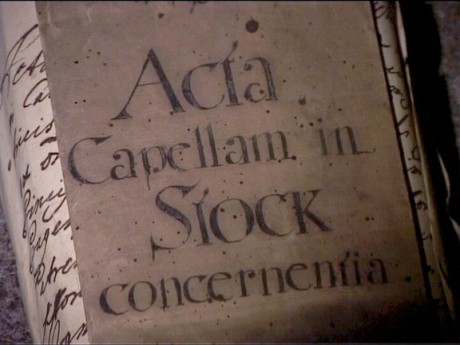 Acta
Capellam in
Stock
concernentia